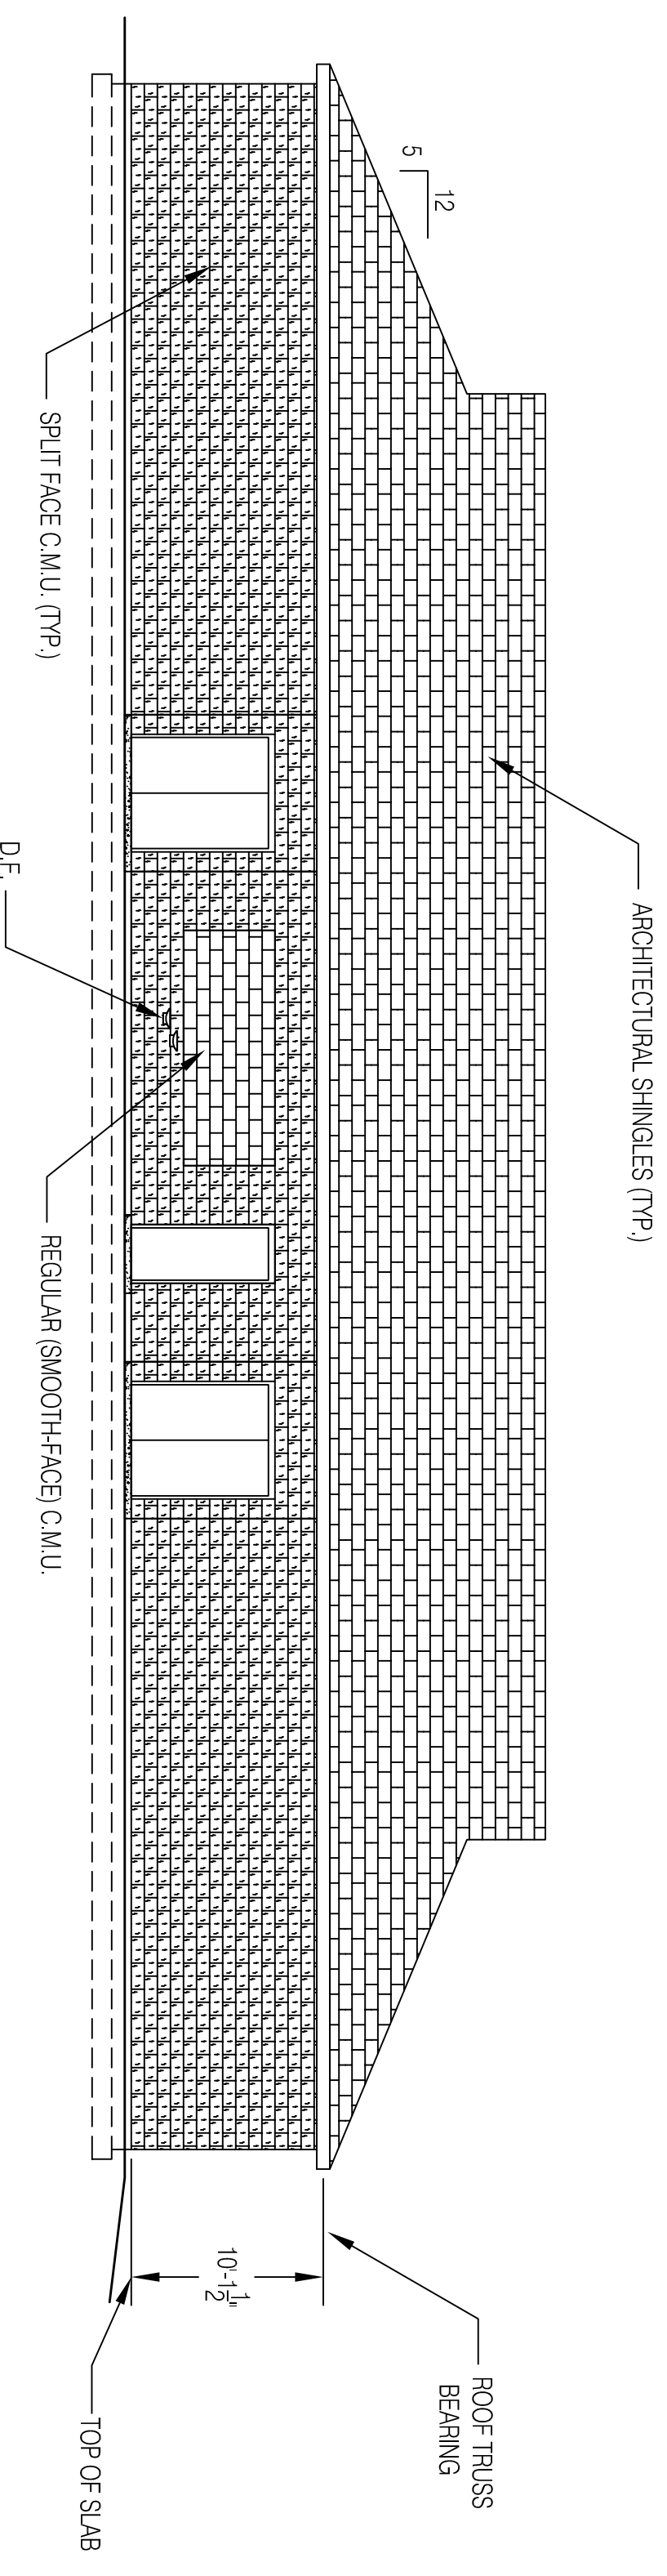 ARCHITECTURAL SHINGLES (TYP.)
12
5
ROOF TRUSS
BEARING
10'-1 1/2"
SPLIT FACE C.M.U. (TYP.)
D.F.
REGULAR (SMOOTH-FACE) C.M.U.
TOP OF SLAB